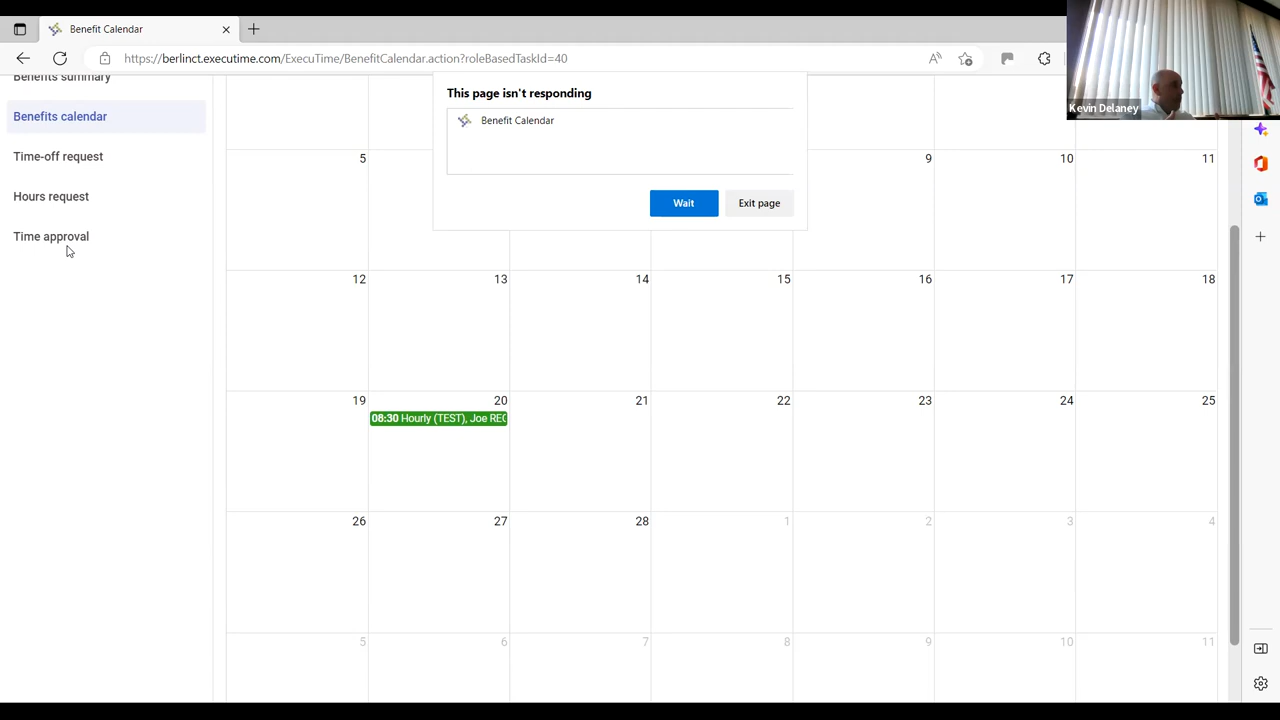 Benefit Calendar
https://berlinct.executime.com/ExecuTime/BenefitCalendar.action?roleBasedTaskId=40
Kevin Delaney
Benefits summary
Benefits calendar
Time-off request
Hours request
Time approval
This page isn't responding
Benefit Calendar
Wait Exit page
5 9 10 11
12 13 14 15 16 17 18
19 20 21 22 23 24 25
08:30 Hourly (TEST), Joe REG
26 27 28 1 2 3 4
5 6 7 8 9 10 11